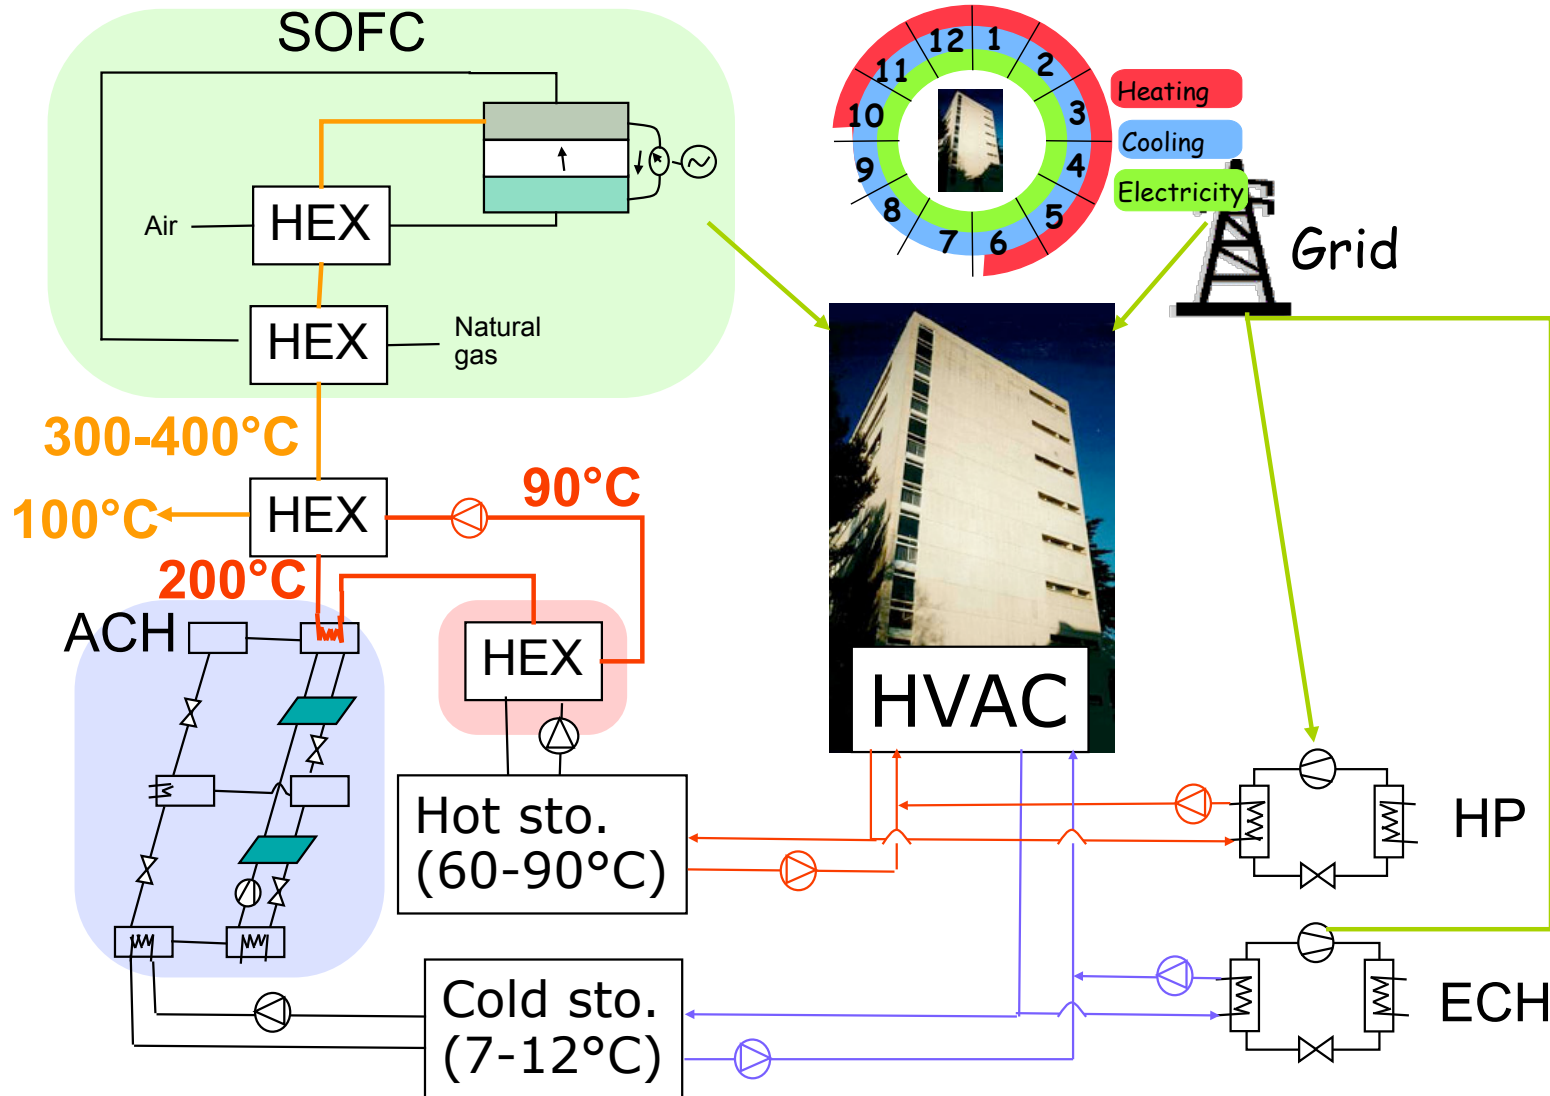 SOFC
12
1
11
2
10
3
9
4
8
5
7
6
Heating
Cooling
Electricity
Grid
HEX
Air
HEX
Natural
gas
300-400°C
90°C
HEX
100°C
200°C
ACH
HEX
HVAC
Hot sto.
(60-90°C)
HP
Cold sto.
(7-12°C)
ECH